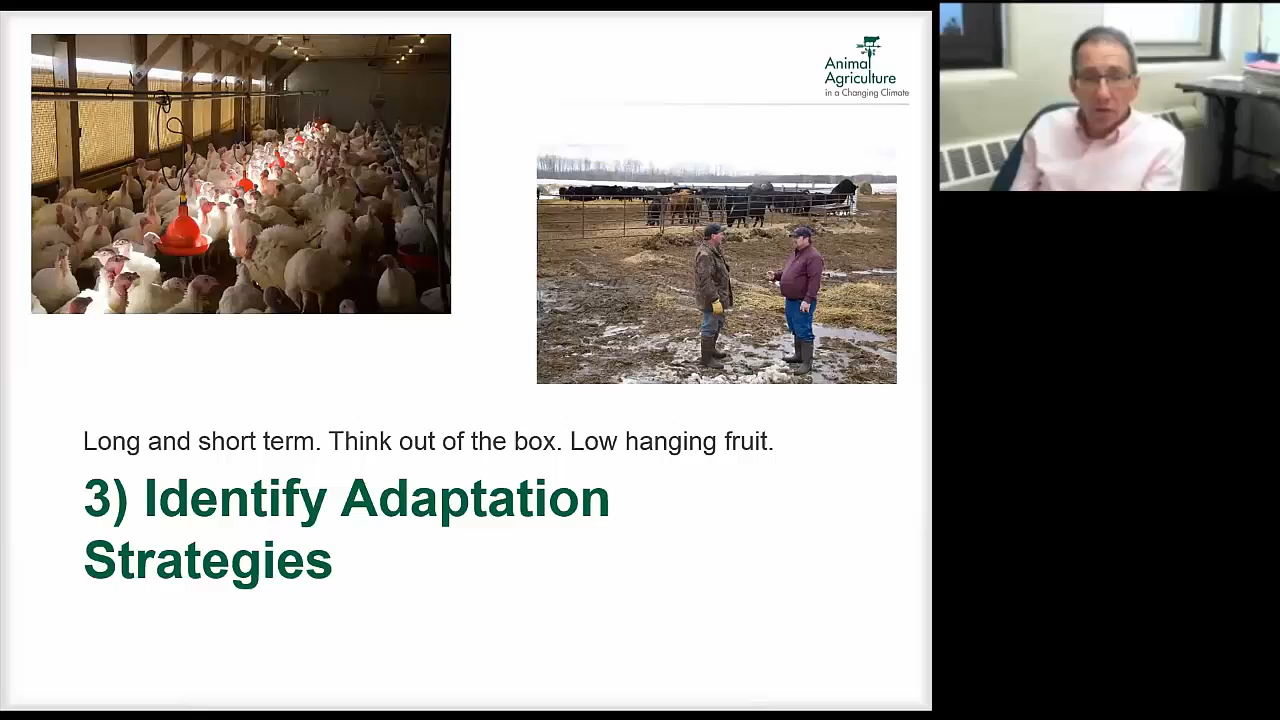 Animal
Agriculture
in a Changing Climate
Long and short term. Think out of the box. Low hanging fruit.
3) Identify Adaptation
Strategies